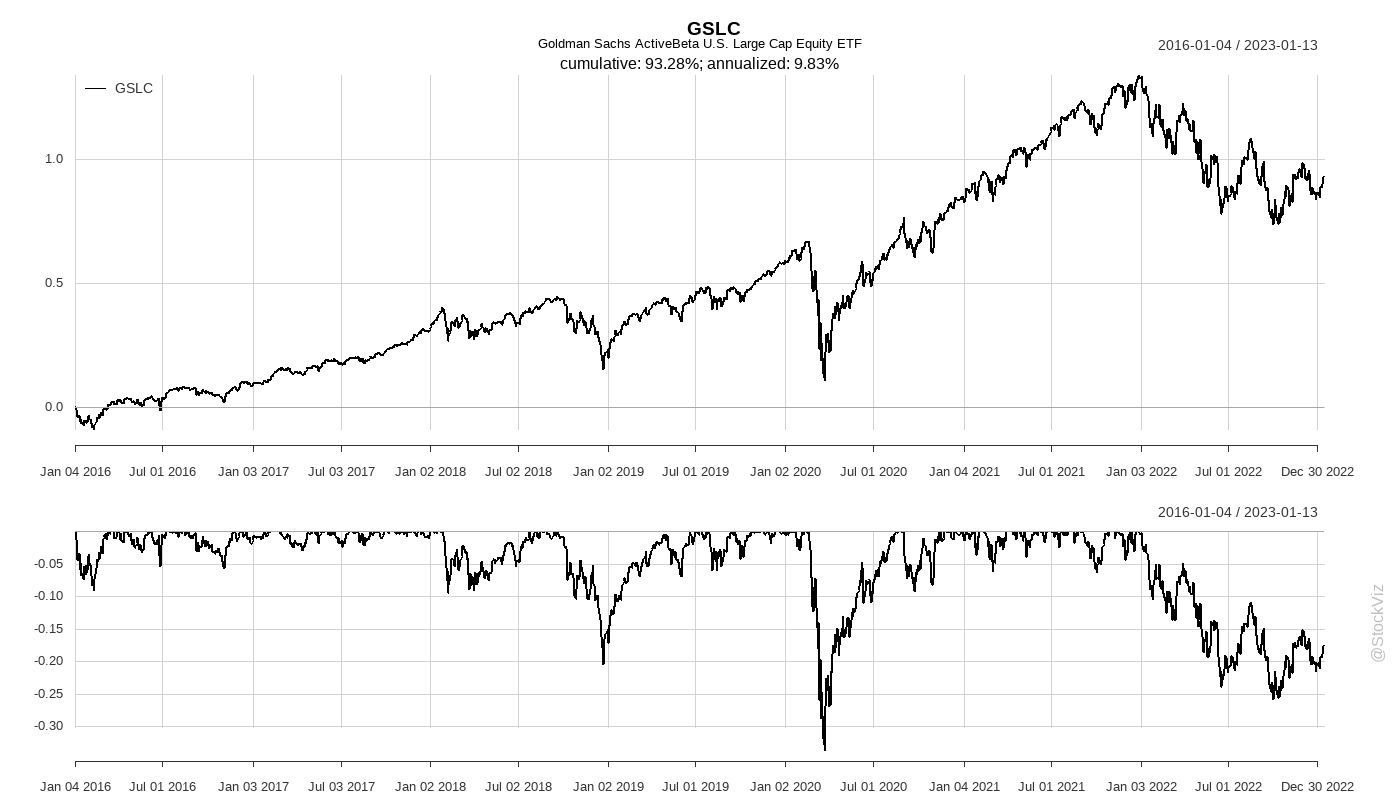 GSLC
Goldman Sachs ActiveBeta U.S. Large Cap Equity ETF
2016-01-04 / 2023-01-13
cumulative: 93.28%; annualized: 9.83%
GSLC
1.0
0.5
0.0
Jan 04 2016 Jul 01 2016 Jan 03 2017 Jul 03 2017 Jan 02 2018 Jul 02 2018 Jan 02 2019 Jul 01 2019 Jan 02 2020 Jul 01 2020 Jan 04 2021 Jul 01 2021 Jan 03 2022 Jul 01 2022 Dec 30 2022
2016-01-04 / 2023-01-13
-0.05
-0.10
-0.15
-0.20
-0.25
-0.30
Jan 04 2016 Jul 01 2016 Jan 03 2017 Jul 03 2017 Jan 02 2018 Jul 02 2018 Jan 02 2019 Jul 01 2019 Jan 02 2020 Jul 01 2020 Jan 04 2021 Jul 01 2021 Jan 03 2022 Jul 01 2022 Dec 30 2022
@StockViz